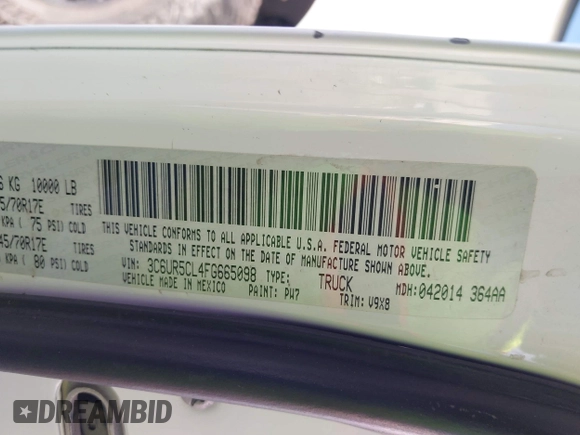 6 KG 10000 LB
5/70R17E TIRES
KPA ( 75 PSI) COLD
45/70R17E TIRES
KPA ( 80 PSI) COLD
THIS VEHICLE CONFORMS TO ALL APPLICABLE U.S.A. FEDERAL MOTOR VEHICLE SAFETY
STANDARDS IN EFFECT ON THE DATE OF MANUFACTURE SHOWN ABOVE.
VIN: 3C6UR5CL4FG665098 TYPE: TRUCK MDH: 042014 364AA
VEHICLE MADE IN MEXICO PAINT: PW7 TRIM: V9X8
DREAMBID